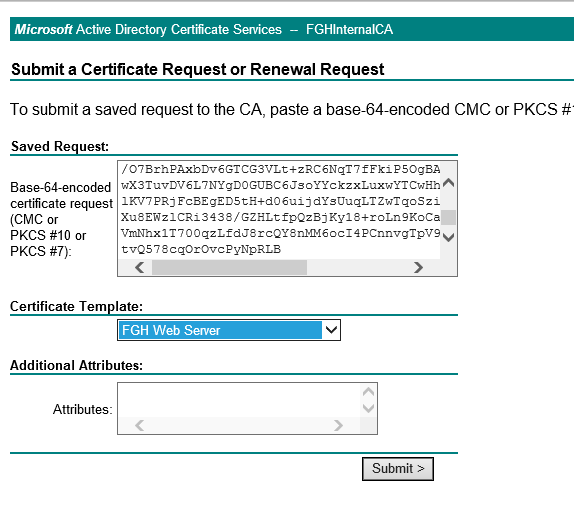 Microsoft Active Directory Certificate Services – FGHInternalCA
Submit a Certificate Request or Renewal Request
To submit a saved request to the CA, paste a base-64-encoded CMC or PKCS #
Saved Request:
Base-64-encoded
certificate request
(CMC or
PKCS #10 or
PKCS #7):
/O7BrhPAxbDv6GTCG3VLt+zRC6NqT7fFkiP5OgBA
wX3TuvDV6L7NYgD0GUBC6JsoYYckzxLuxwYTCwHh
lKV7PRjFcBEgED5tH+d06uijdYsUuqLTZwTqoSzi
Xu8EWzlCRi3438/GZHLtfpQzBjKy18+roLn9KoCa
VmNhx1T700qzLfdJ8rcQY8nMM6ocI4PCnnvgTpV9
tvQ578cqOrOvcPyNpRLB
Certificate Template:
FGH Web Server
Additional Attributes:
Attributes:
Submit >